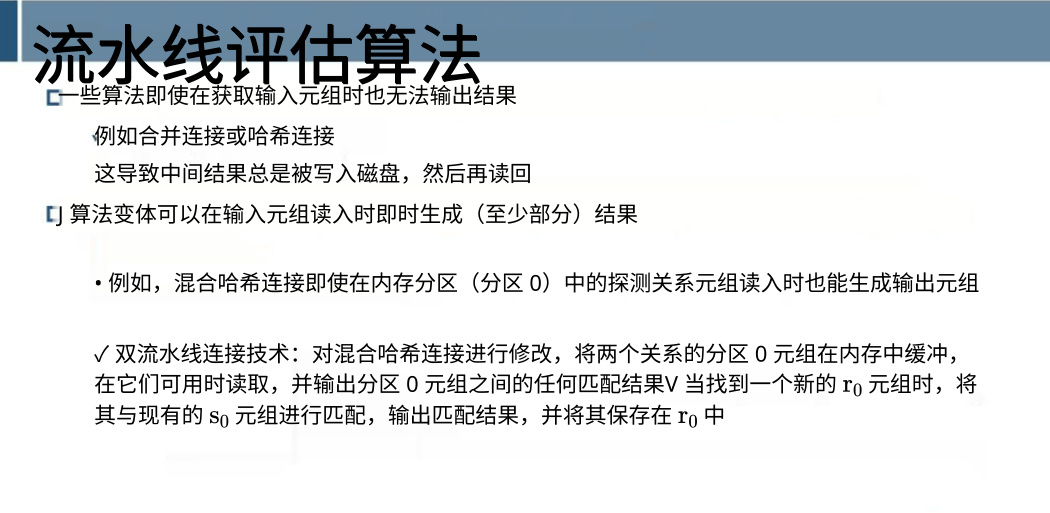 流水线评估算法
一些算法即使在获取输入元组时也无法输出结果
例如合并连接或哈希连接
这导致中间结果总是被写入磁盘，然后再读回
J 算法变体可以在输入元组读入时即时生成（至少部分）结果
• 例如，混合哈希连接即使在内存分区（分区 0）中的探测关系元组读入时也能生成输出元组
✓ 双流水线连接技术：对混合哈希连接进行修改，将两个关系的分区 0 元组在内存中缓冲，
在它们可用时读取，并输出分区 0 元组之间的任何匹配结果V 当找到一个新的 r₀ 元组时，将
其与现有的 s₀ 元组进行匹配，输出匹配结果，并将其保存在 r₀ 中